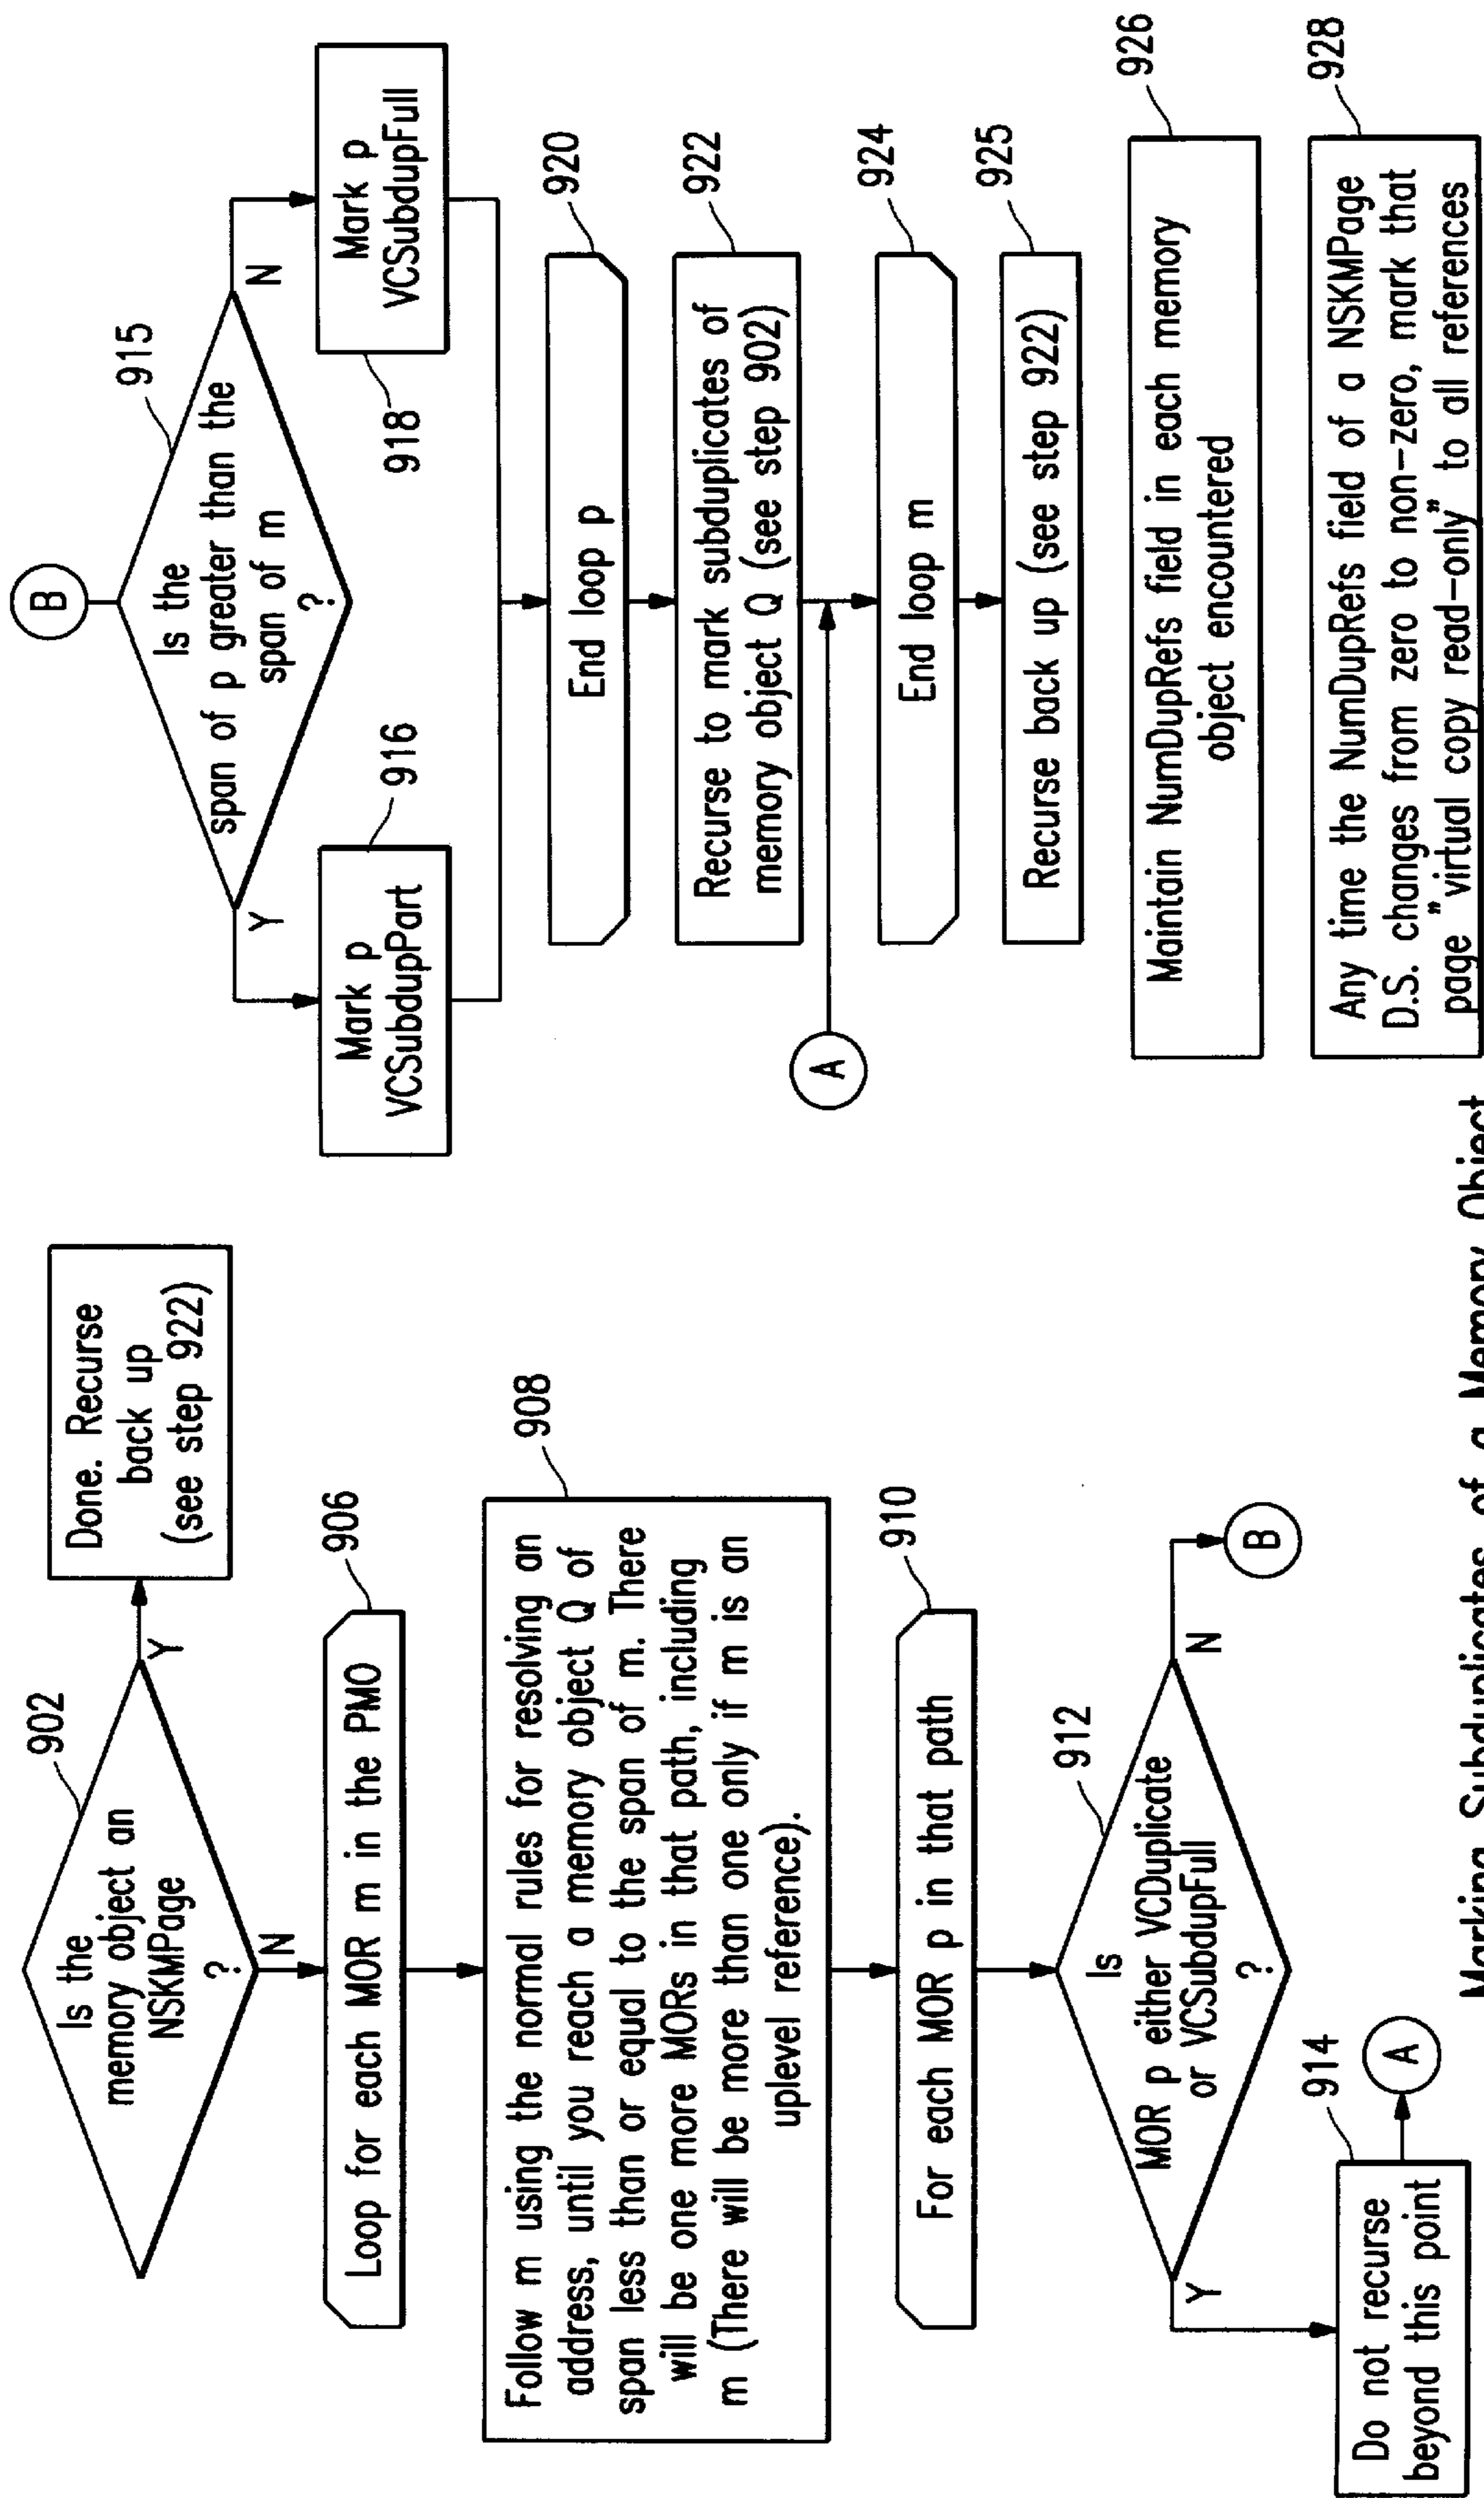 902
Is the
memory object an
NSKMPage
?
Y
N
Done. Recurse
back up
(see step 922)
906
Loop for each MOR m in the PMO
908
Follow m using the normal rules for resolving an
address, until you reach a memory object Q of
span less than or equal to the span of m. There
will be one more MORs in that path, including
m (There will be more than one only if m is an
uplevel reference).
910
For each MOR p in that path
912
Is
MOR p either VCDuplicate
or VCSubdupFull
?
Y
N
914
Do not recurse
beyond this point
A
B
B
915
Is the
span of p greater than the
span of m
?
Y
N
916
Mark p
VCSubdupPart
918
Mark p
VCSubdupFull
920
End loop p
922
Recurse to mark subduplicates of
memory object Q (see step 902)
A
924
End loop m
925
Recurse back up (see step 922)
926
Maintain NumDupRefs field in each memory
object encountered
928
Any time the NumDupRefs field of a NSKMPage
D.S. changes from zero to non-zero, mark that
page "virtual copy read-only" to all references
Marking Subduplicates of a Memory Object